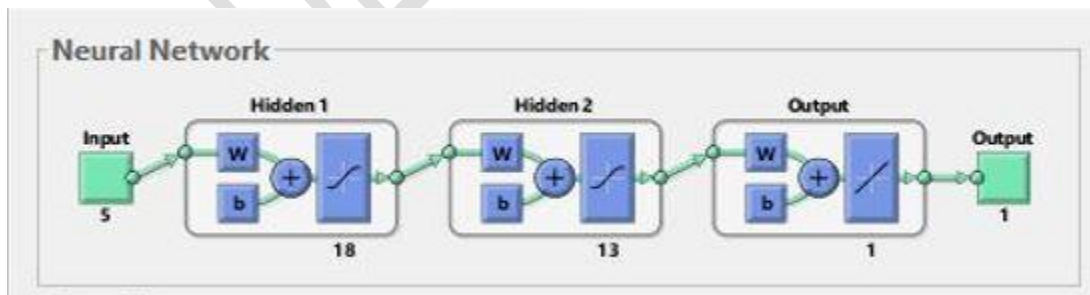 Neural Network
Hidden 1 Hidden 2 Output
Input Output
W W W
b b b
5 1
18 13 1